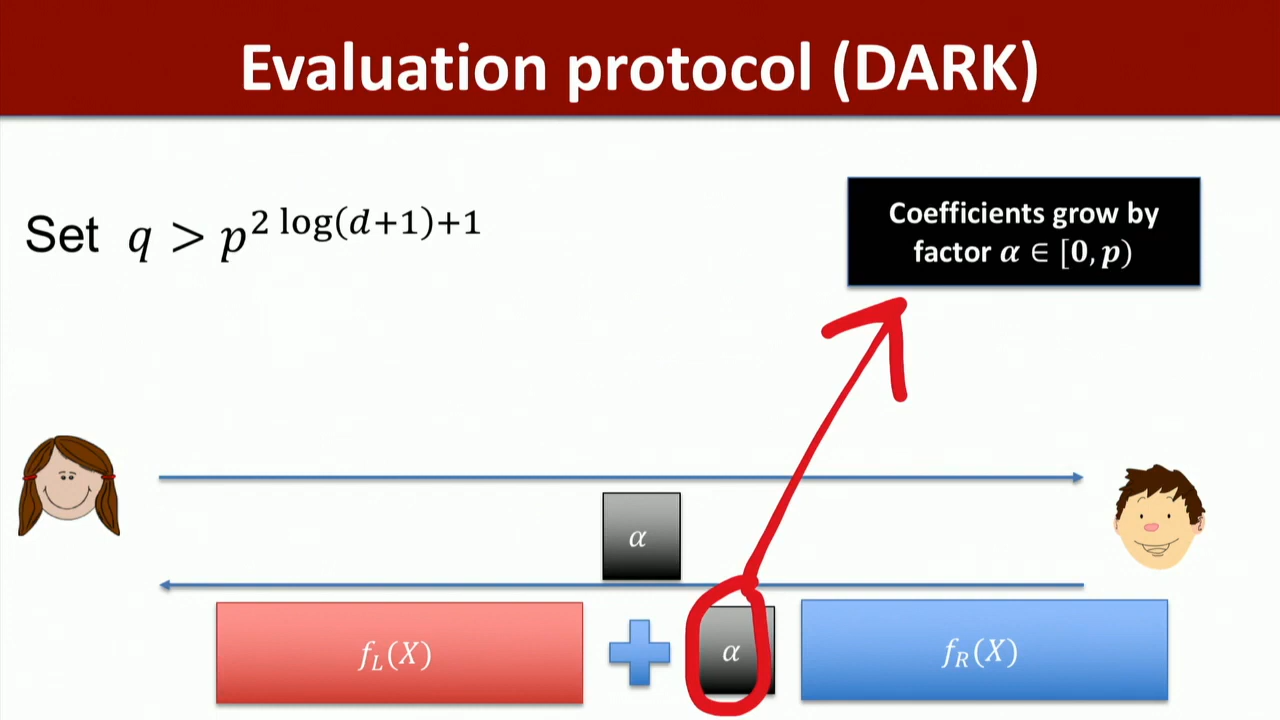 Evaluation protocol (DARK)
Set q > p^{2 log(d+1)+1}
Coefficients grow by
factor α ∈ [0, p)
α
f_L(X)
α
f_R(X)